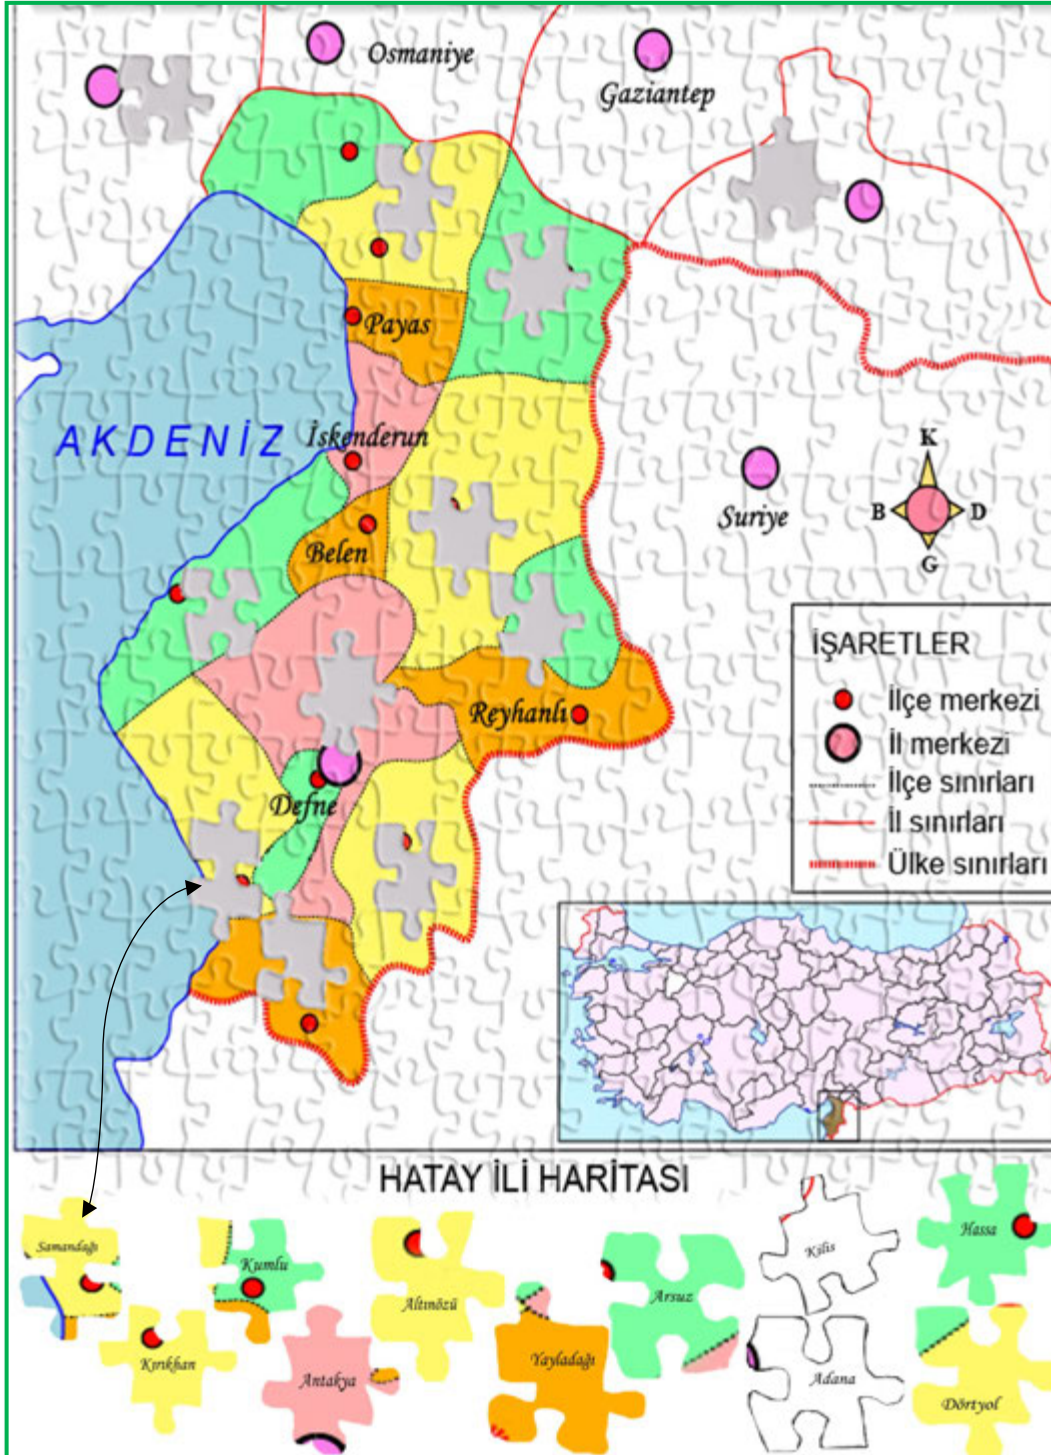 Osmaniye
Gaziantep
Payas
AKDENİZ
İskenderun
K
Suriye
B
D
Belen
G
İŞARETLER
İlçe merkezi
Reyhanlı
İl merkezi
İlçe sınırları
Defne
İl sınırları
Ülke sınırları
HATAY İLİ HARİTASI
Samandağı
Kumlu
Altınözü
Arsuz
Kilis
Hassa
Kırıkhan
Antakya
Yayladağı
Adana
Dörtyol